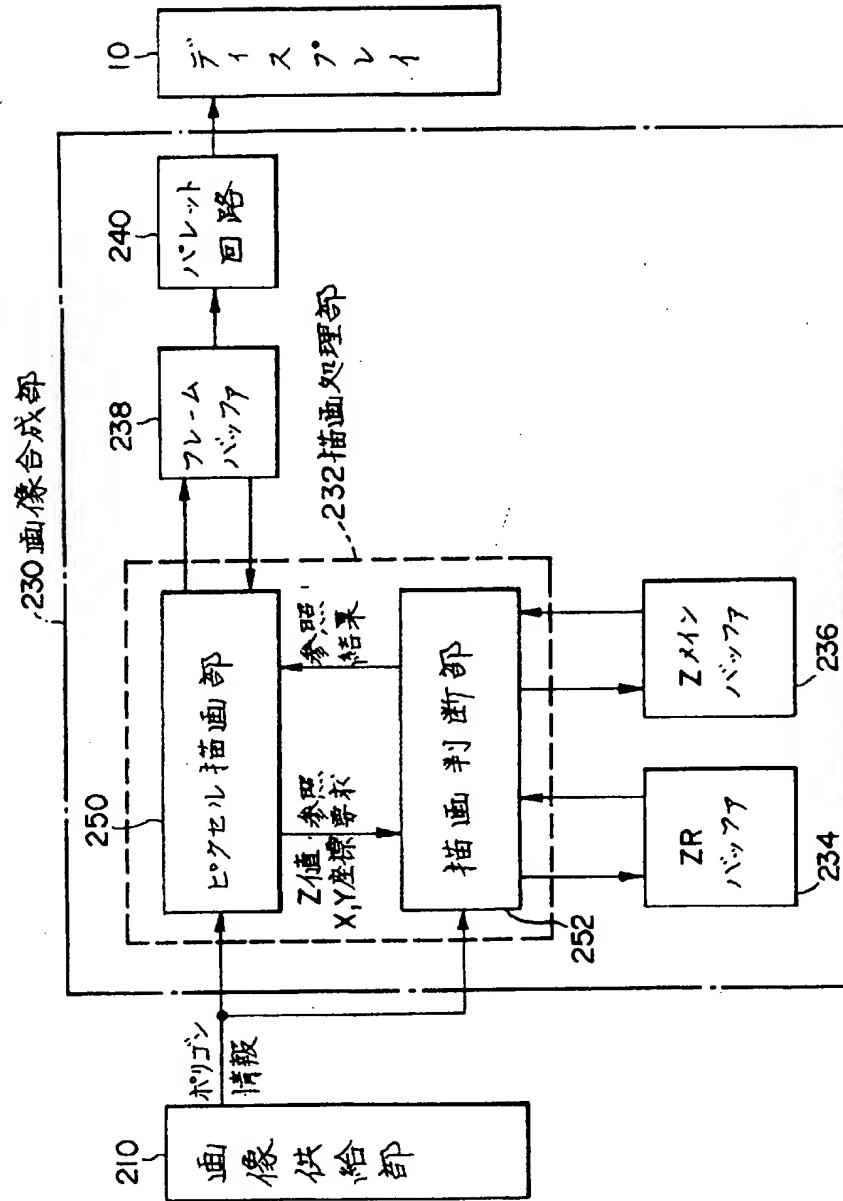 230 画像合成部
232 描画処理部
210
画像供給部
ポリゴン
情報
250
ピクセル描画部
Z値・参照
X,Y座標要求
参照
結果
描画判断部
252
234
ZR
バッファ
236
Zメイン
バッファ
238
フレーム
バッファ
240
パレット
回路
10
ディスプレイ